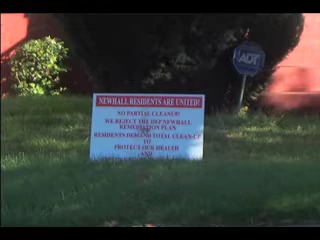 ADT
NEWHALL RESIDENTS ARE UNITED!
NO PARTIAL CLEANUP!
WE REJECT THE DEP NEWHALL
REMEDIATION PLAN
RESIDENTS DEMAND TOTAL CLEAN-UP
TO
PROTECT OUR HEALTH
AND